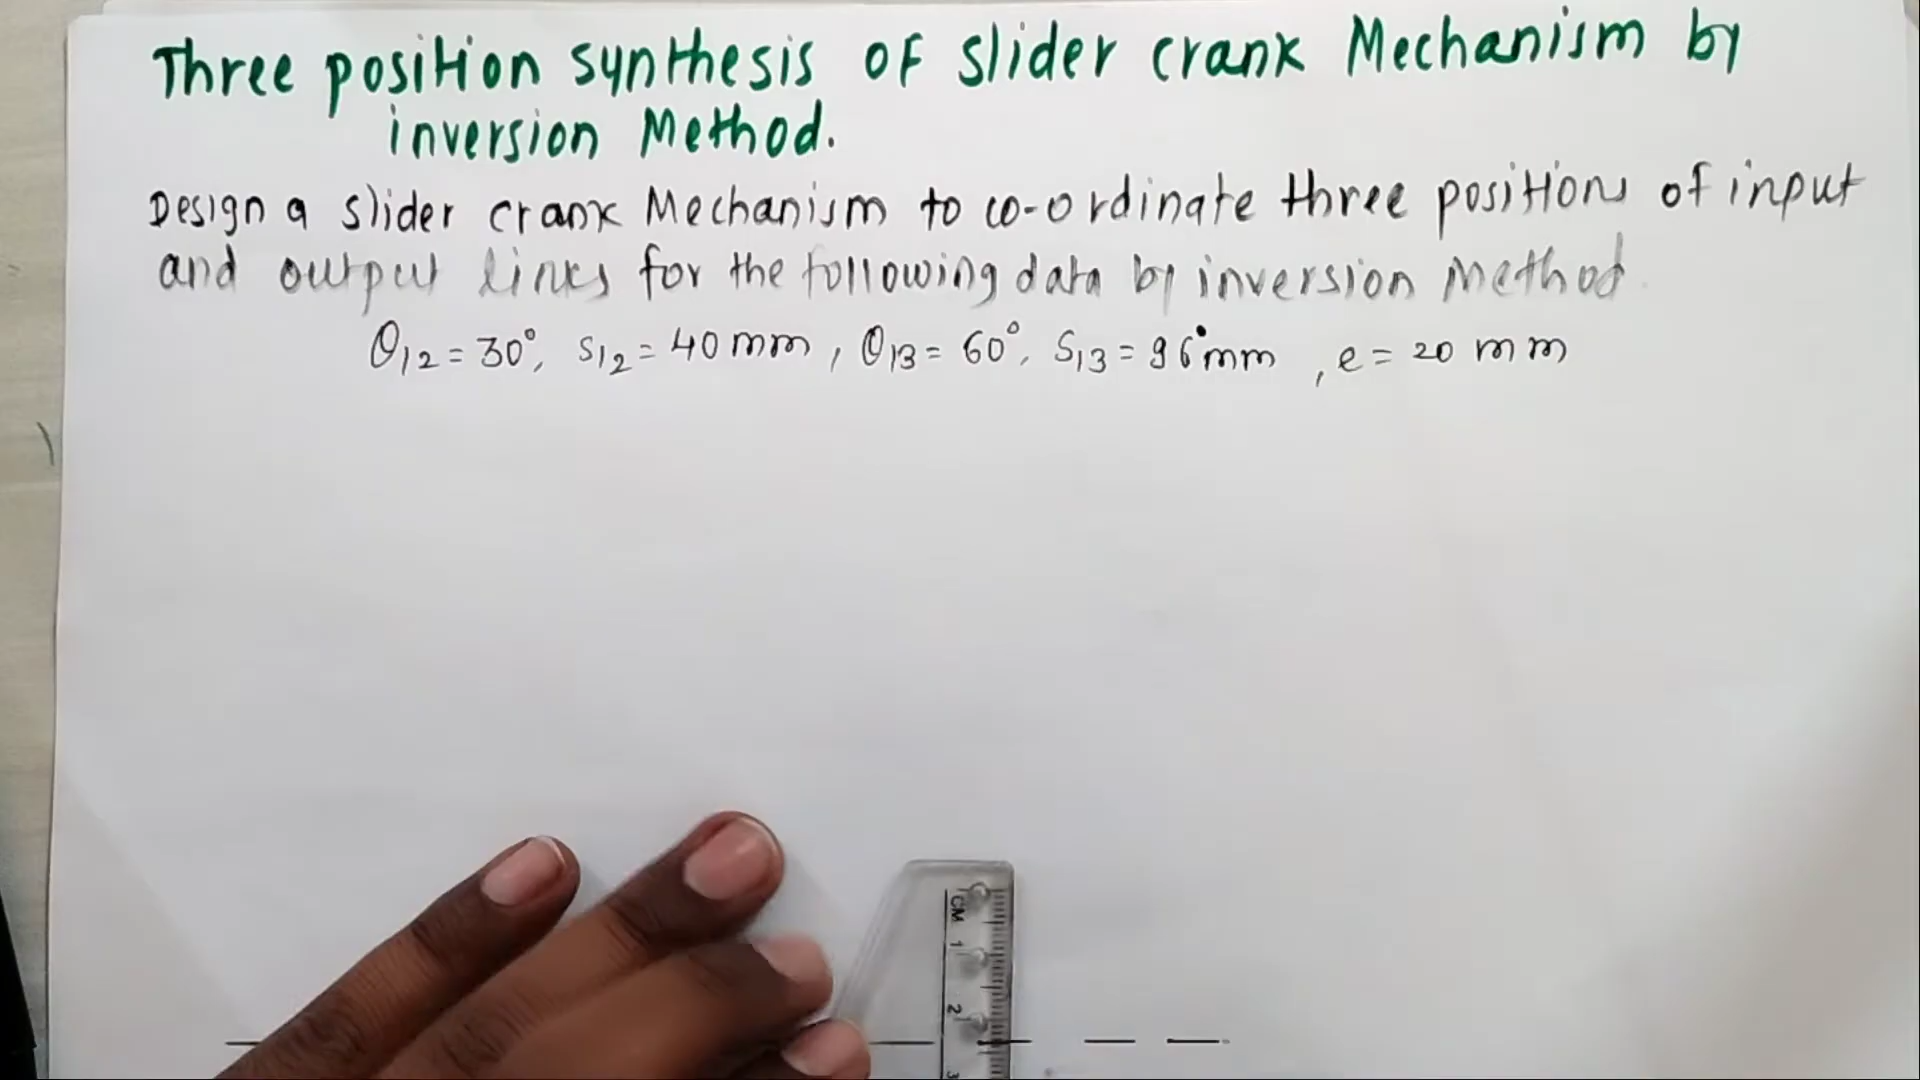 Three position synthesis of slider crank Mechanism by
inversion Method.
Design a slider crank Mechanism to co-ordinate three positions of input
and output links for the following data by inversion Method.
θ12 = 30°, S12 = 40 mm, θ13 = 60°, S13 = 96 mm, e = 20 mm
CM
1
2
3